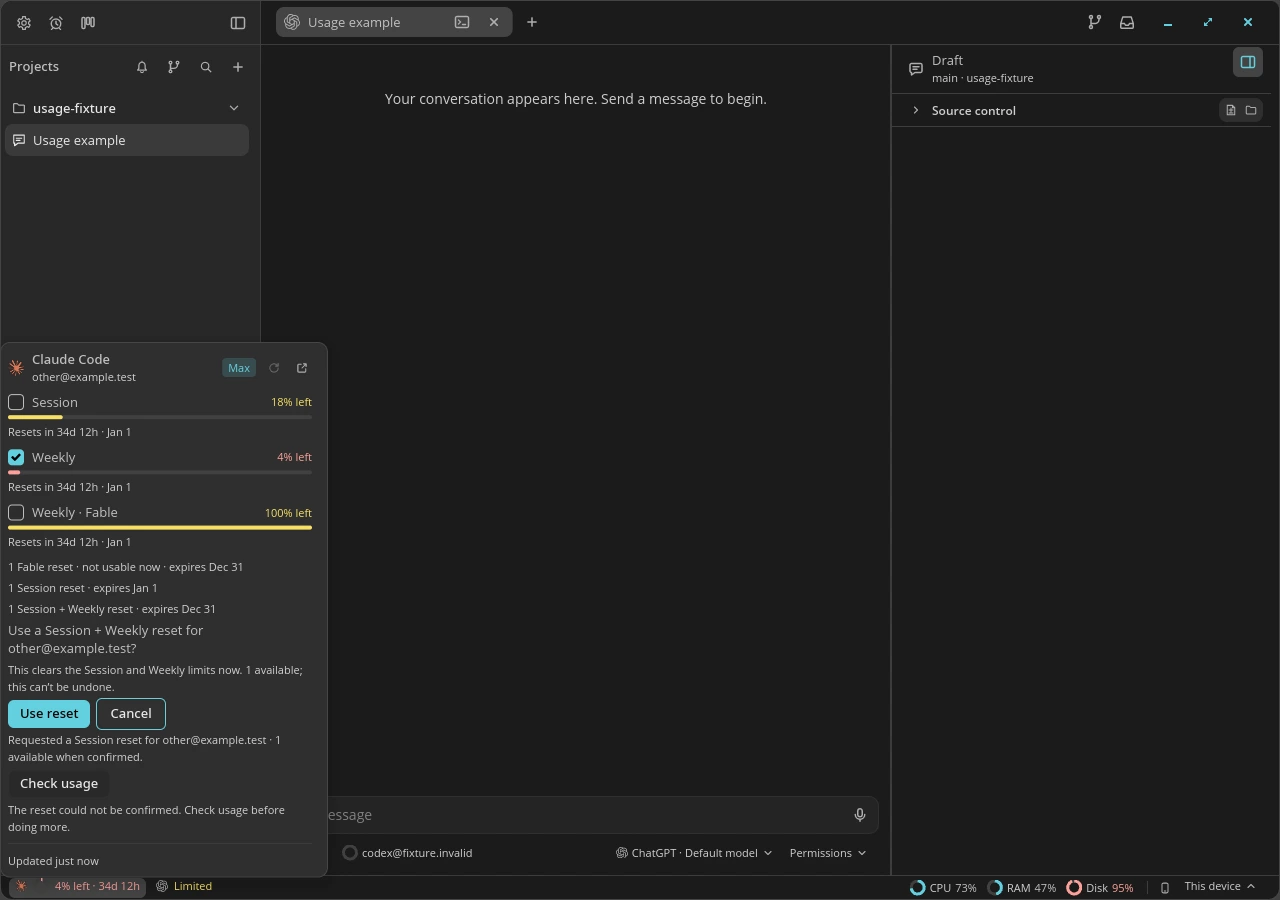 Usage example
Projects
usage-fixture
Usage example
Your conversation appears here. Send a message to begin.
Draft
main · usage-fixture
Source control
Claude Code
other@example.test
Max
Session
18% left
Resets in 34d 12h · Jan 1
Weekly
4% left
Resets in 34d 12h · Jan 1
Weekly · Fable
100% left
Resets in 34d 12h · Jan 1
1 Fable reset · not usable now · expires Dec 31
1 Session reset · expires Jan 1
1 Session + Weekly reset · expires Dec 31
Use a Session + Weekly reset for
other@example.test?
This clears the Session and Weekly limits now. 1 available;
this can't be undone.
Use reset
Cancel
Requested a Session reset for other@example.test · 1
available when confirmed.
Check usage
The reset could not be confirmed. Check usage before
doing more.
Updated just now
essage
codex@fixture.invalid
ChatGPT · Default model
Permissions
4% left · 34d 12h
Limited
CPU 73%
RAM 47%
Disk 95%
This device